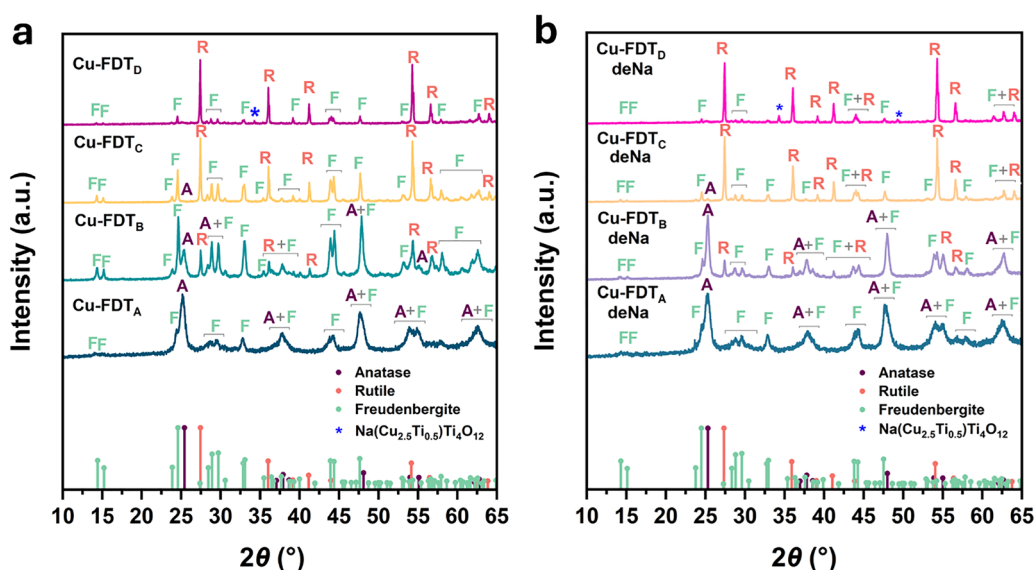 a
Intensity (a.u.)
Cu-FDT_D
F F F F F * F R R R F R F F R
Cu-FDT_C
F F F A R F F F R F R F F R R F R
Cu-FDT_B
F F F F A R A+F F R+F R F A+F F R A R F
Cu-FDT_A
F F F A F F A+F F A+F A+F A+F
Anatase
Rutile
Freudenbergite
* Na(Cu2.5Ti0.5)Ti4O12
10 15 20 25 30 35 40 45 50 55 60 65
2θ (°)
b
Intensity (a.u.)
Cu-FDT_D
deNa
F F F R F * R R R F+R F * R R F+R
Cu-FDT_C
deNa
F F F A R F F R R R F+R F F R R F R+R
Cu-FDT_B
deNa
F F F A R F F R A+F F+R A+F F R F A+F
Cu-FDT_A
deNa
F F F A F F A+F F A+F A+F F A+F
Anatase
Rutile
Freudenbergite
* Na(Cu2.5Ti0.5)Ti4O12
10 15 20 25 30 35 40 45 50 55 60 65
2θ (°)